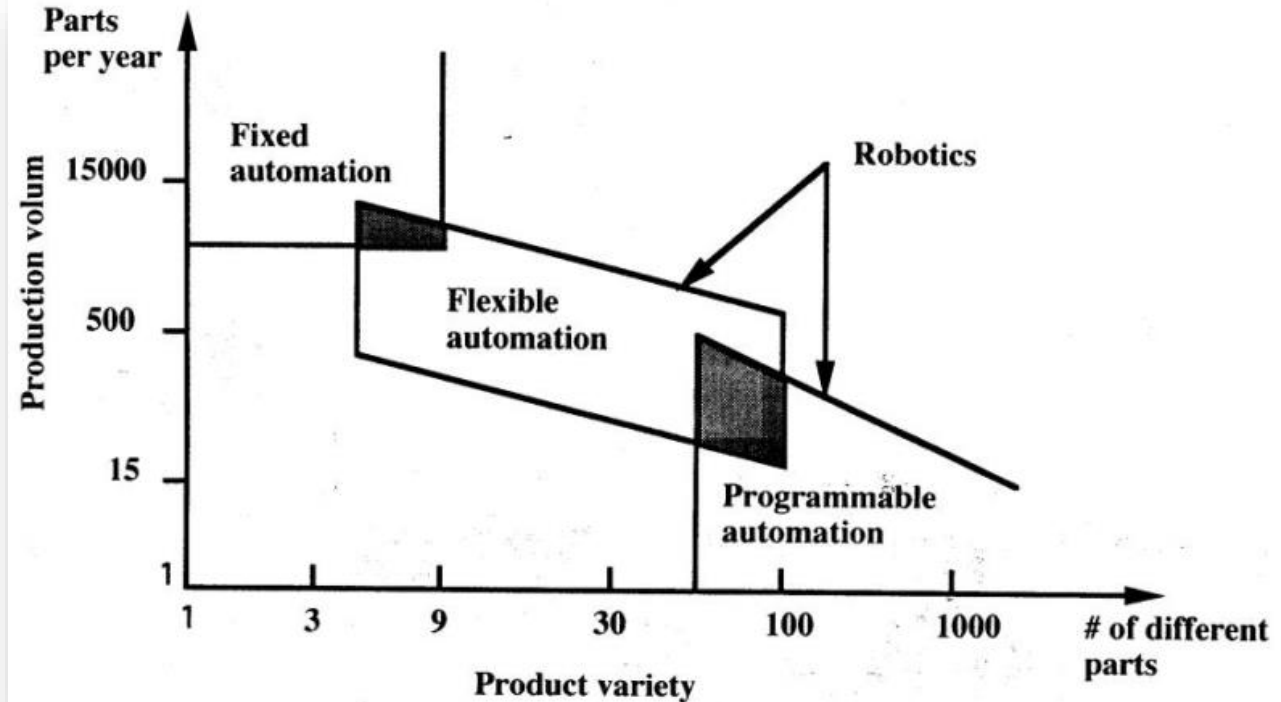 Parts
per year
Fixed
automation
15000
Robotics
Production volum
Flexible
automation
500
15
Programmable
automation
1
1
3
9
30
100
1000
# of different
parts
Product variety